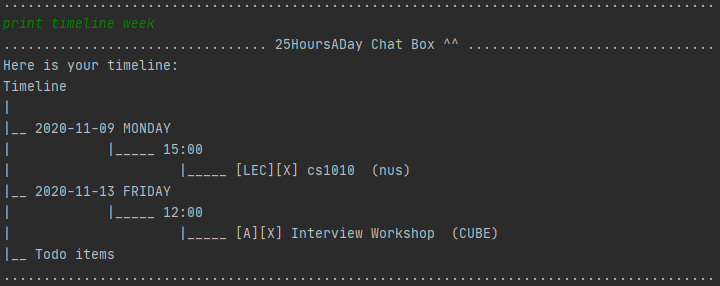 ..........................................................................................
print timeline week
................................. 25HoursADay Chat Box ^^ ...............................
Here is your timeline:
Timeline
|
|__ 2020-11-09 MONDAY
|            |_____ 15:00
|                     |_____ [LEC][X] cs1010  (nus)
|__ 2020-11-13 FRIDAY
|            |_____ 12:00
|                     |_____ [A][X] Interview Workshop  (CUBE)
|__ Todo items
..........................................................................................